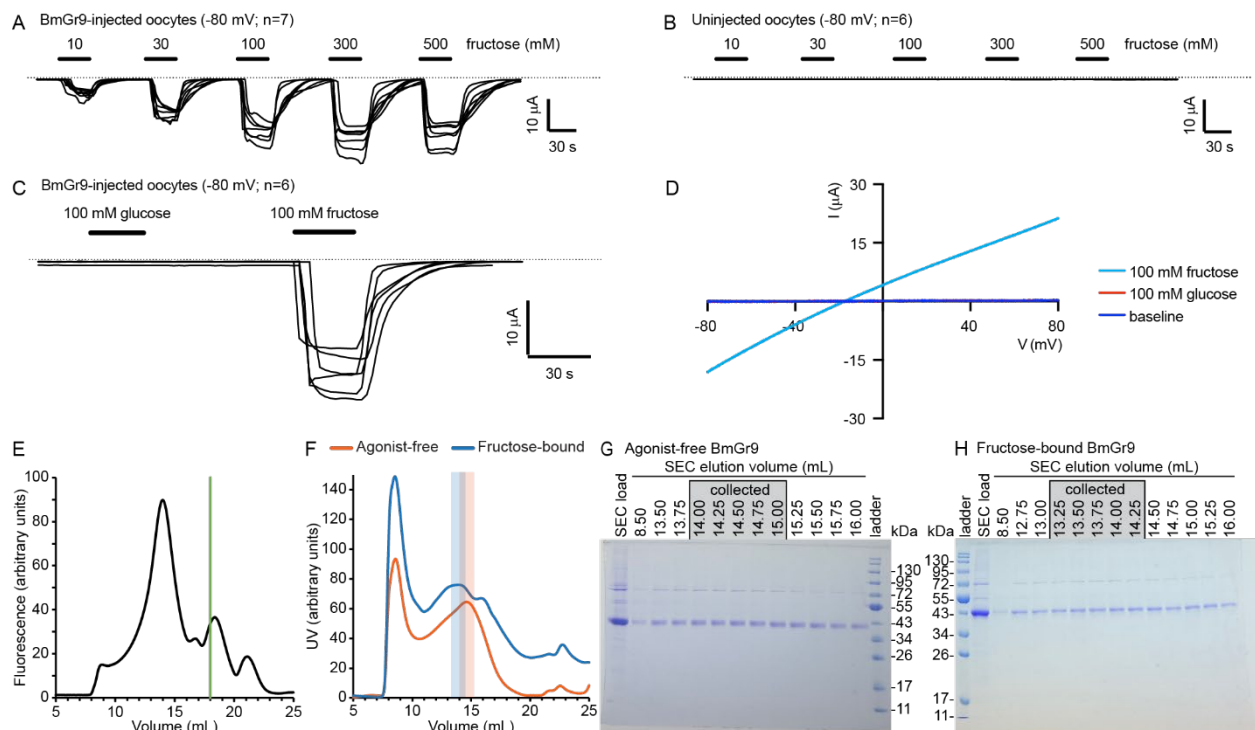 A BmGr9-injected oocytes (-80 mV; n=7)
10 30 100 300 500 fructose (mM)
10 µA
30 s
B Uninjected oocytes (-80 mV; n=6)
10 30 100 300 500 fructose (mM)
10 µA
30 s
C BmGr9-injected oocytes (-80 mV; n=6)
100 mM glucose 100 mM fructose
10 µA
30 s
D
I (µA)
30
15
-15
-30
-80 -40 40 80
V (mV)
100 mM fructose
100 mM glucose
baseline
E
Fluorescence (arbitrary units)
100
80
60
40
20
0
5 10 15 20 25
Volume (mL)
F Agonist-free Fructose-bound
UV (arbitrary units)
140
120
100
80
60
40
20
0
5 10 15 20 25
Volume (mL)
G Agonist-free BmGr9
SEC elution volume (mL)
collected
SEC load 8.50 13.50 13.75 14.00 14.25 14.50 14.75 15.00 15.25 15.50 15.75 16.00 ladder
kDa
-130
-95
-72
-55
-43
-34
-26
-17
-11
H Fructose-bound BmGr9
SEC elution volume (mL)
collected
kDa
ladder SEC load 8.50 12.75 13.00 13.25 13.50 13.75 14.00 14.25 14.50 14.75 15.00 15.25 16.00
130-
95-
72-
55-
43-
34-
26-
17-
11-